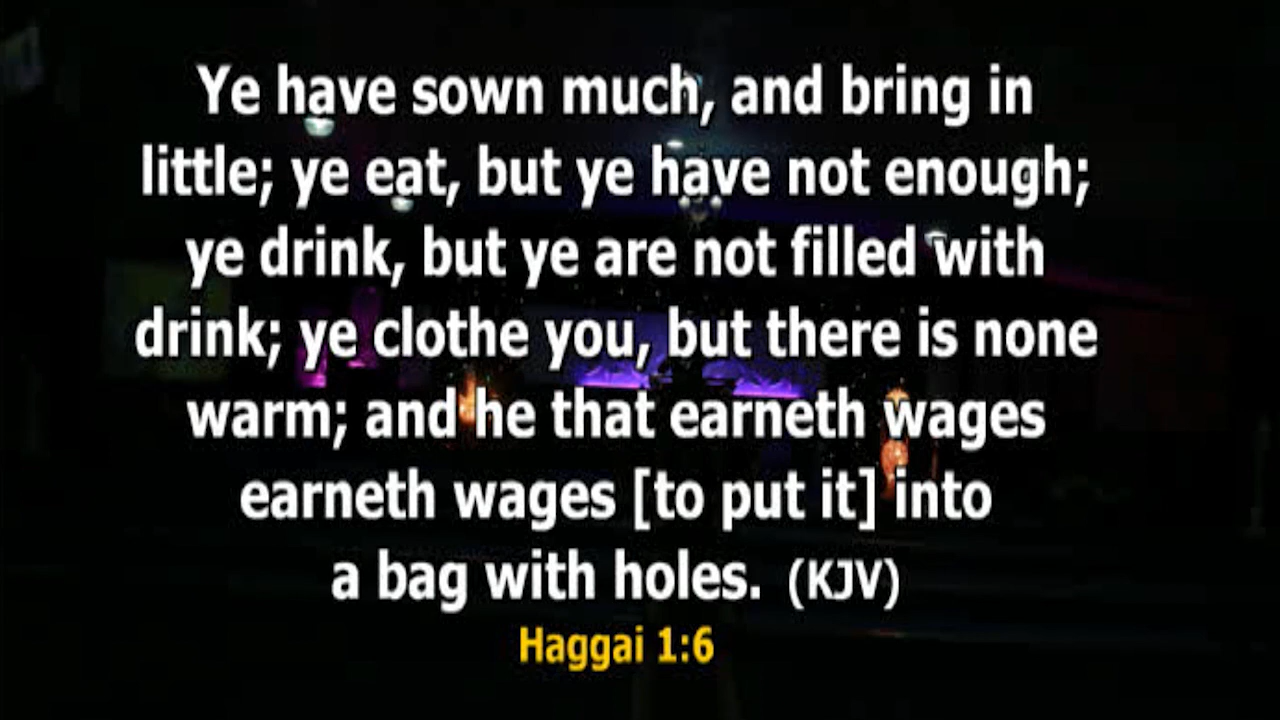 Ye have sown much, and bring in
little; ye eat, but ye have not enough;
ye drink, but ye are not filled with
drink; ye clothe you, but there is none
warm; and he that earneth wages
earneth wages [to put it] into
a bag with holes. (KJV)
Haggai 1:6